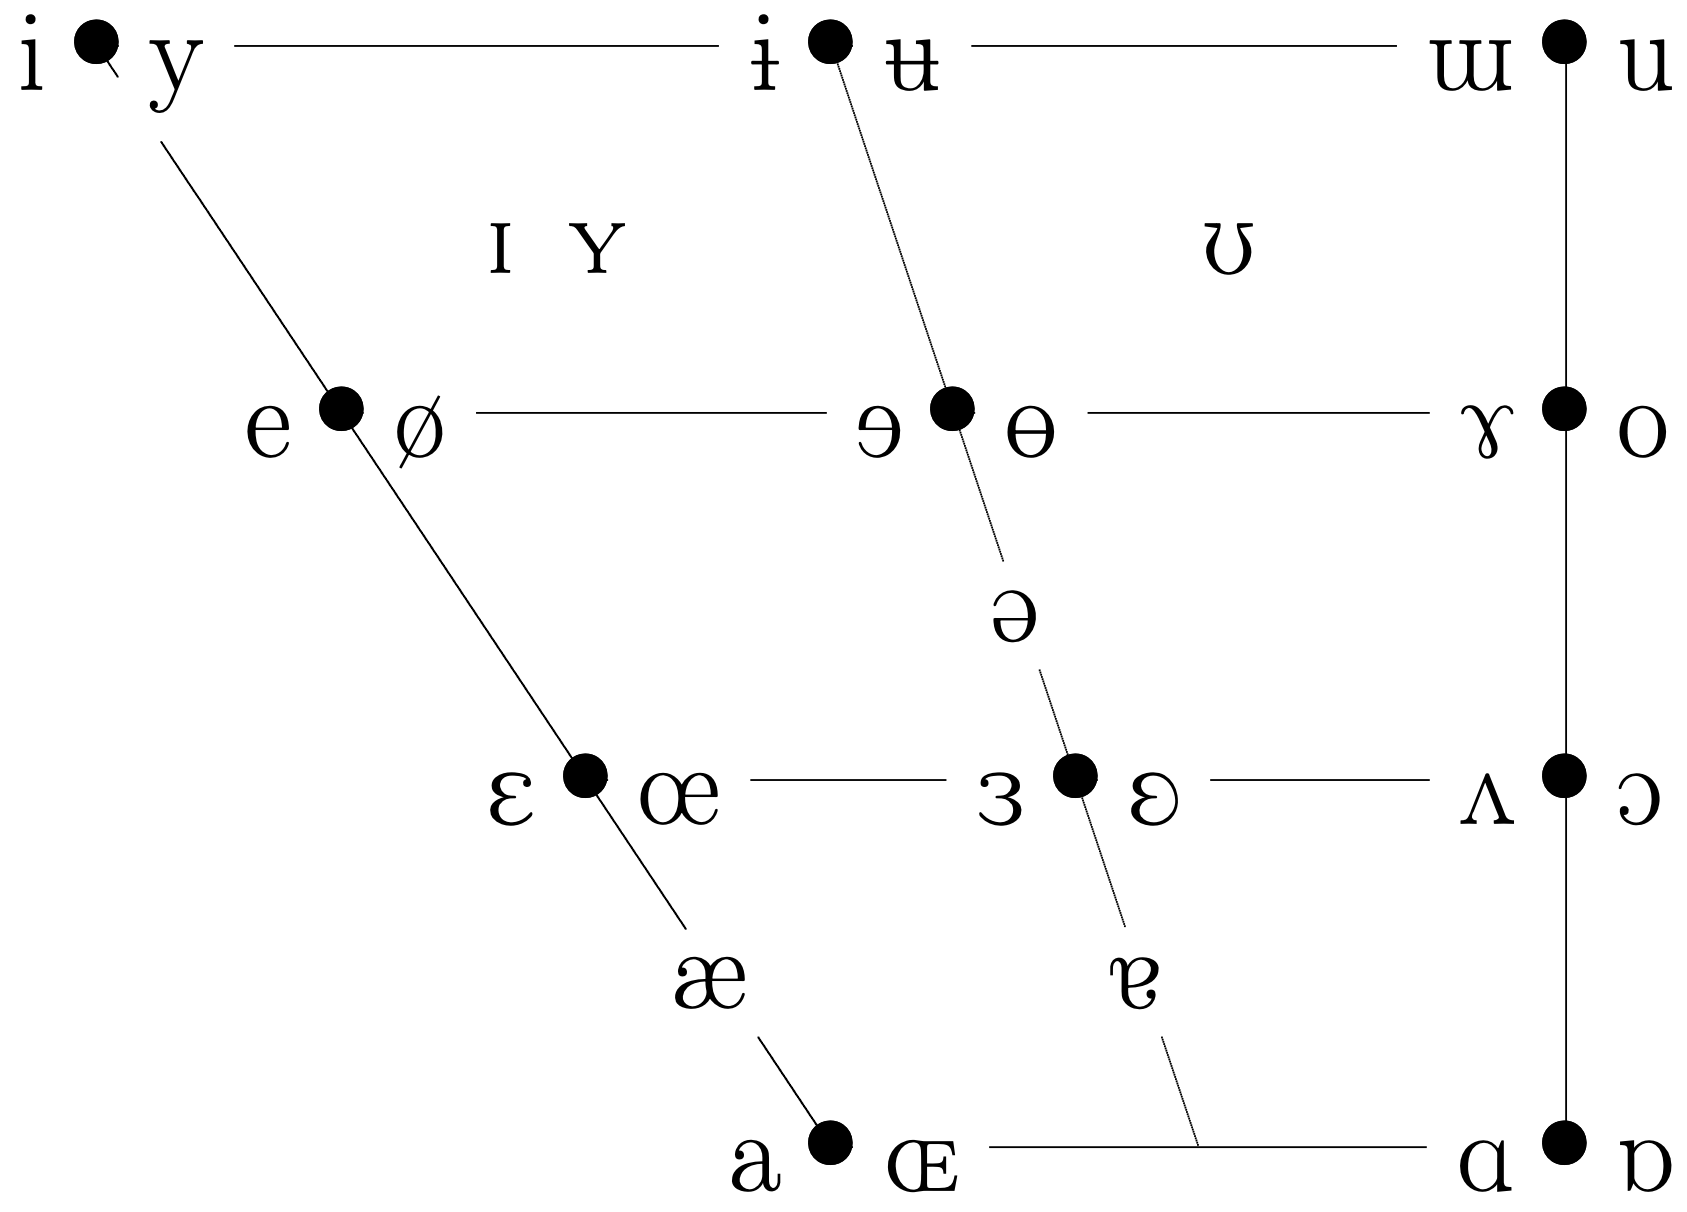 i y ɨ ʉ ɯ u
ɪ ʏ ʊ
e ø ɘ ɵ ɤ o
ə
ɛ œ ɜ ɞ ʌ ɔ
æ ɐ
a ɶ ɑ ɒ